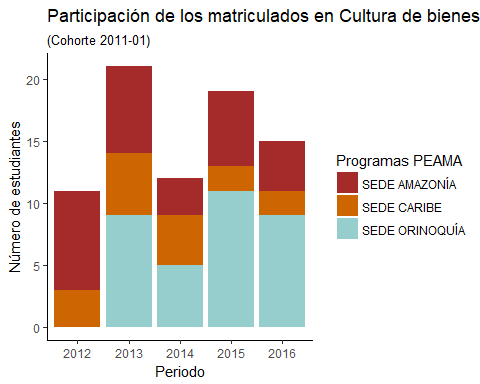 Participación de los matriculados en Cultura de bienes
(Cohorte 2011-01)
Número de estudiantes
20
15
10
5
0
2012 2013 2014 2015 2016
Periodo
Programas PEAMA
SEDE AMAZONÍA
SEDE CARIBE
SEDE ORINOQUÍA